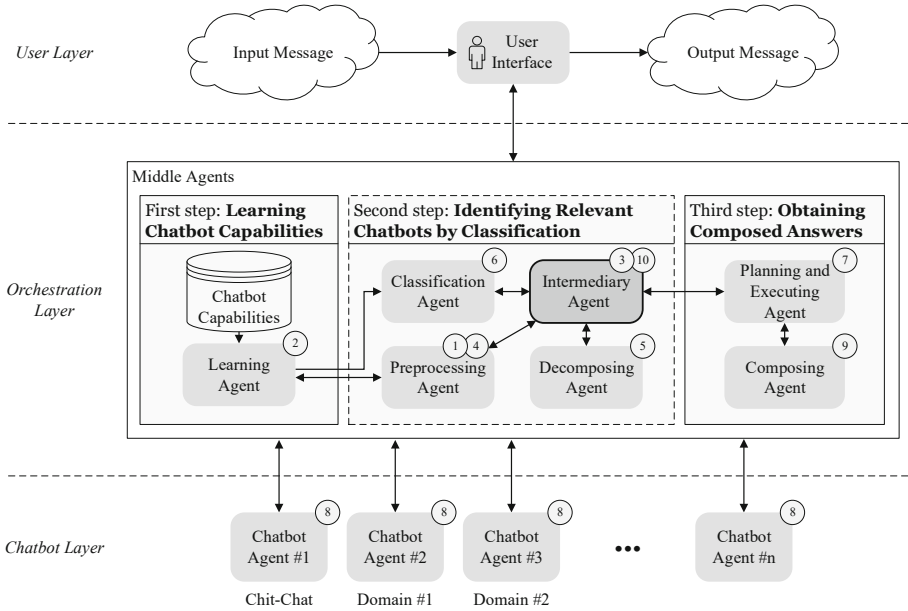 User Layer
Input Message
User
Interface
Output Message
Middle Agents
First step: Learning
Chatbot Capabilities
Second step: Identifying Relevant
Chatbots by Classification
Third step: Obtaining
Composed Answers
Orchestration
Layer
Chatbot
Capabilities
2
Learning
Agent
6
Classification
Agent
3
10
Intermediary
Agent
1
4
Preprocessing
Agent
5
Decomposing
Agent
7
Planning and
Executing
Agent
9
Composing
Agent
Chatbot Layer
8
Chatbot
Agent #1
Chit-Chat
8
Chatbot
Agent #2
Domain #1
8
Chatbot
Agent #3
Domain #2
•••
8
Chatbot
Agent #n